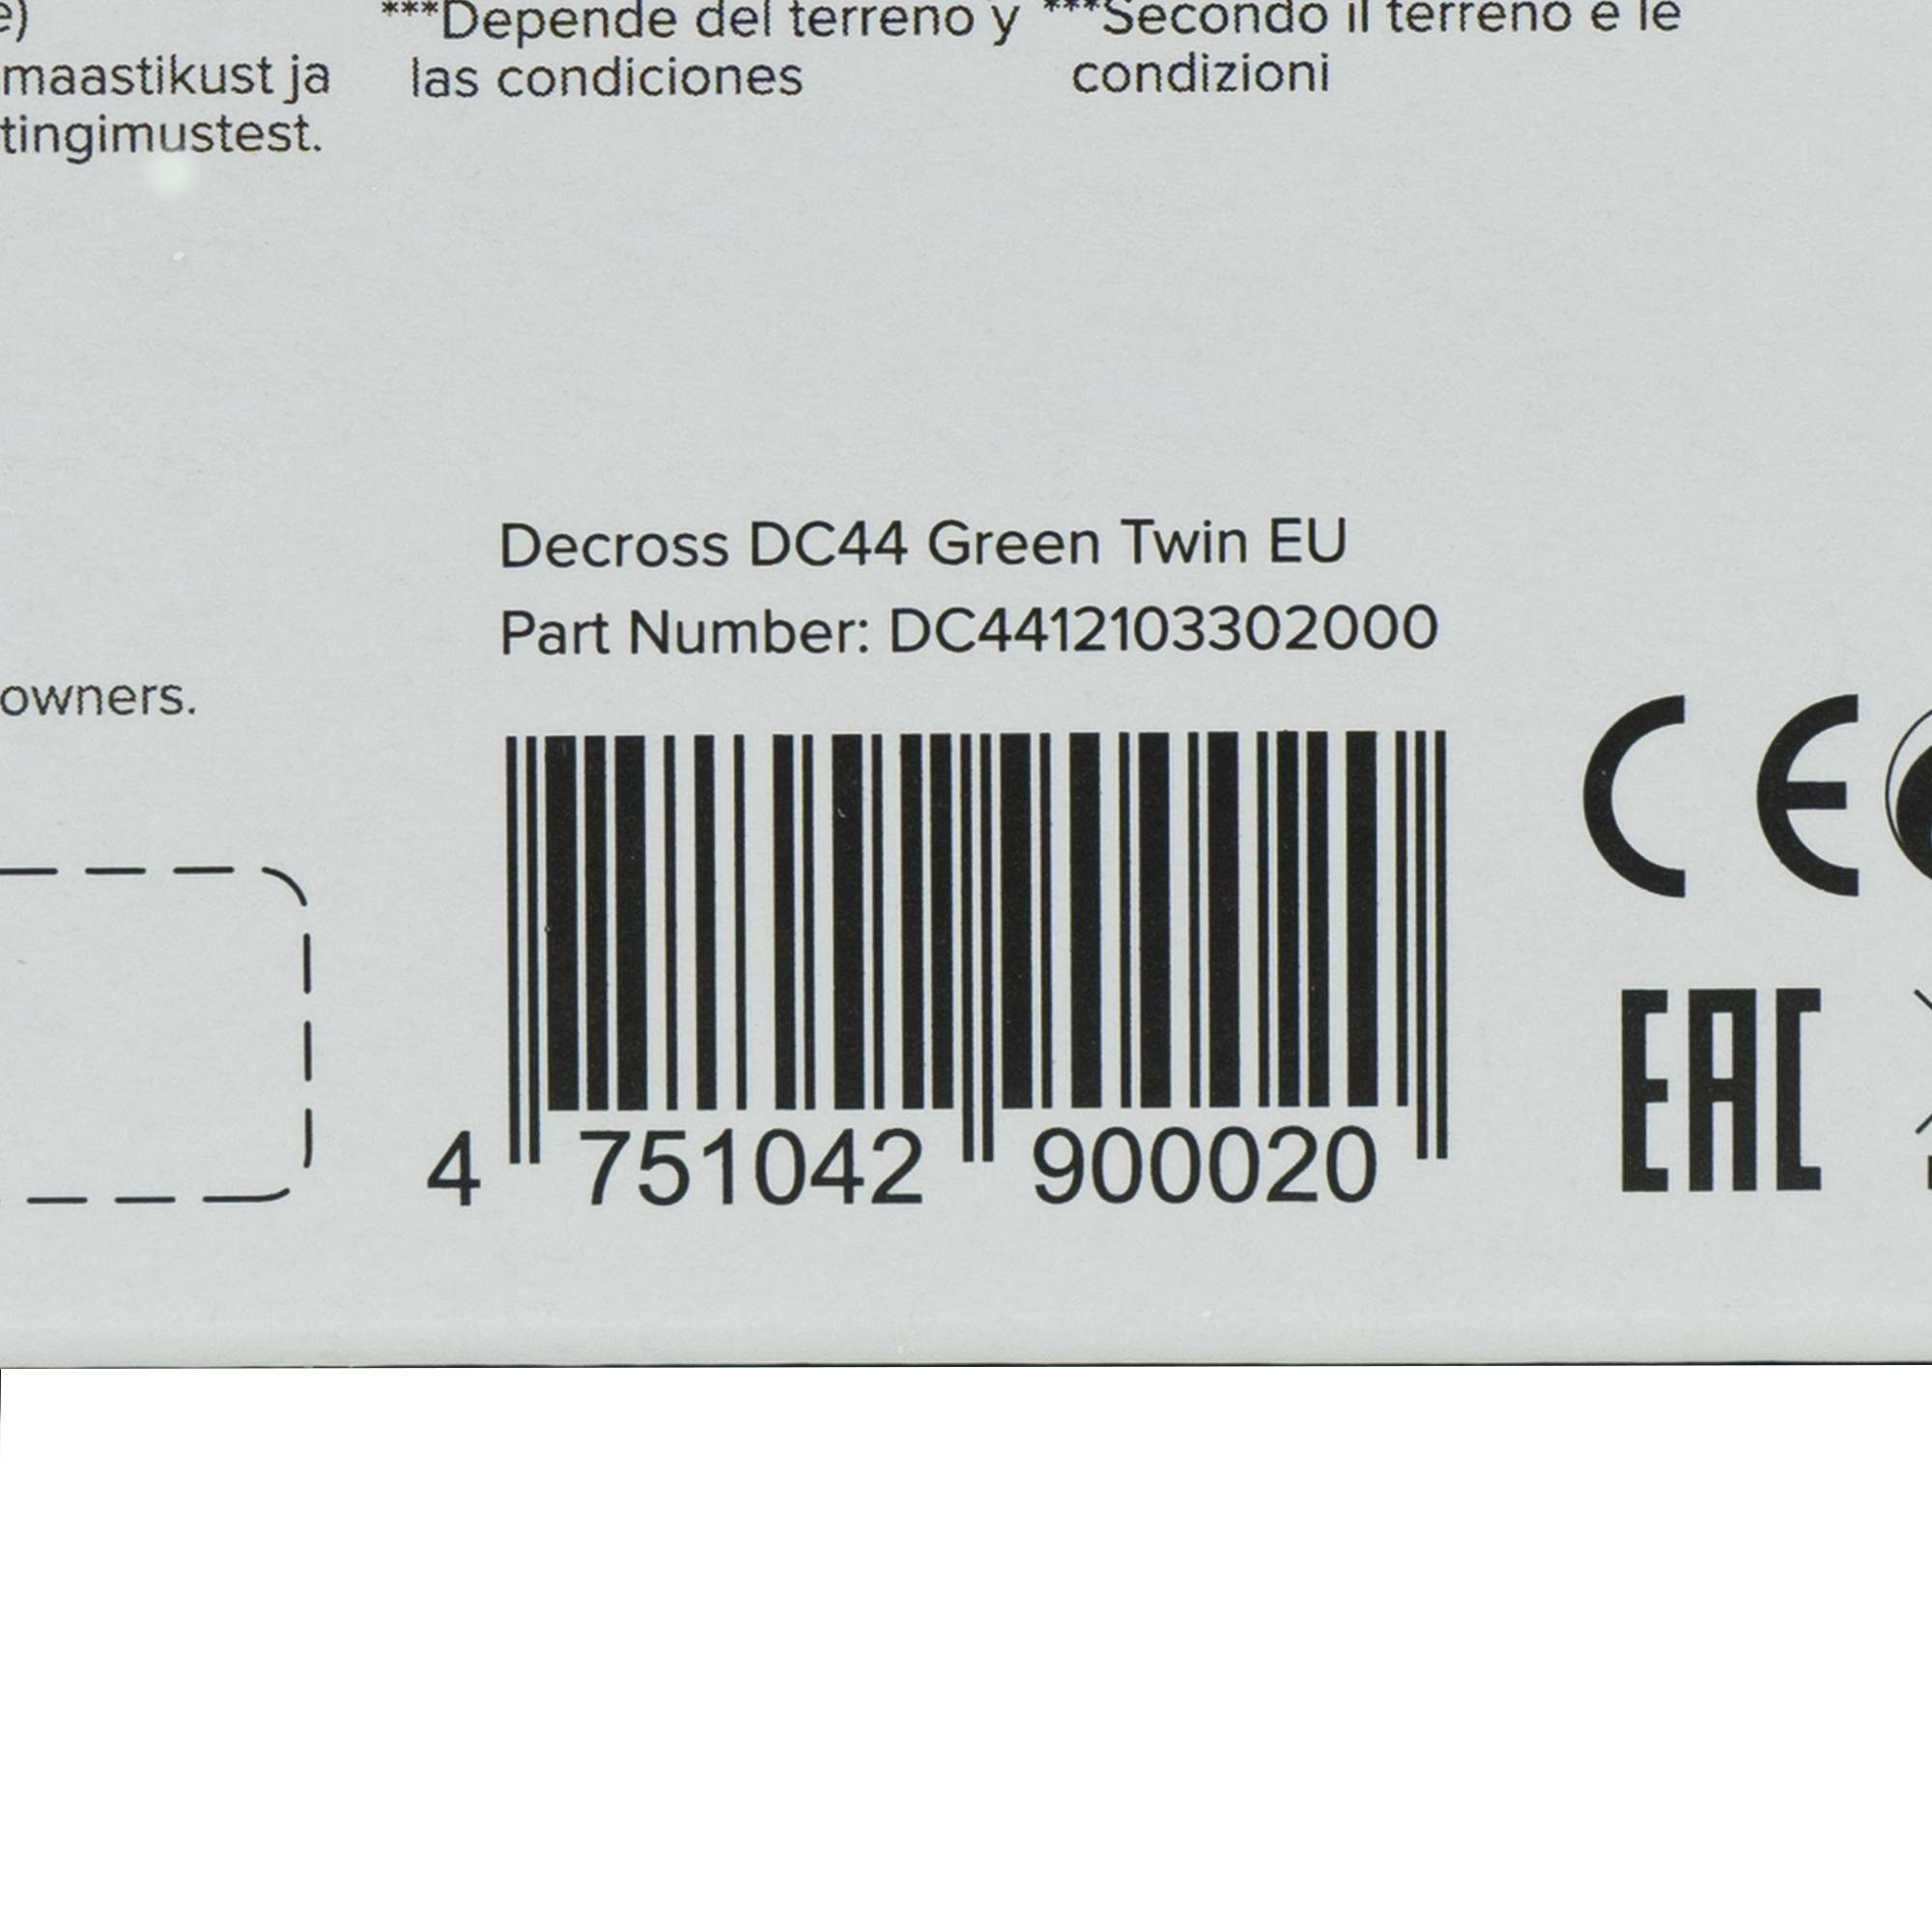 e)
maastikust ja
tingimustest.
***Depende del terreno y
las condiciones
***Secondo il terreno e le
condizioni
owners.
Decross DC44 Green Twin EU
Part Number: DC4412103302000
4 751042 900020
CE
EAC